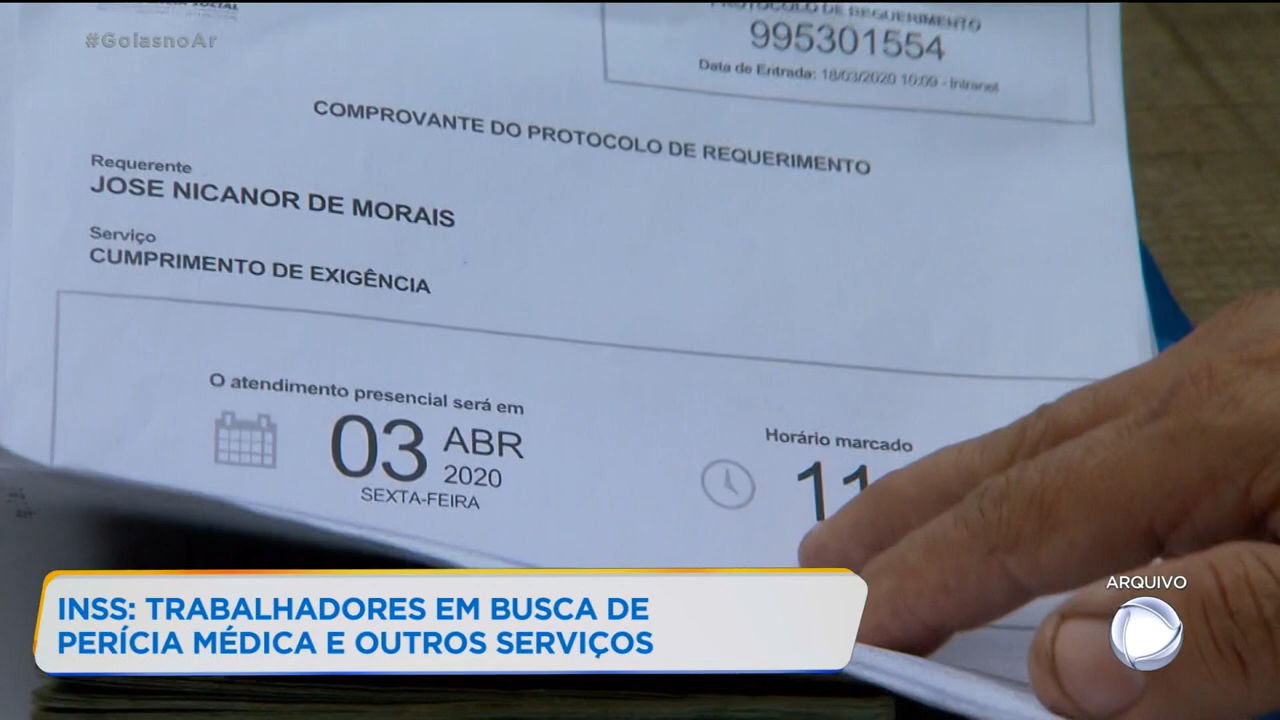 #GoiasnoAr
PROTOCOLO DE REQUERIMENTO
995301554
Data de Entrada: 18/03/2020 10:09 - Intranet
COMPROVANTE DO PROTOCOLO DE REQUERIMENTO
Requerente
JOSE NICANOR DE MORAIS
Serviço
CUMPRIMENTO DE EXIGÊNCIA
O atendimento presencial será em
03 ABR
2020
SEXTA-FEIRA
Horário marcado
11
ARQUIVO
INSS: TRABALHADORES EM BUSCA DE
PERÍCIA MÉDICA E OUTROS SERVIÇOS